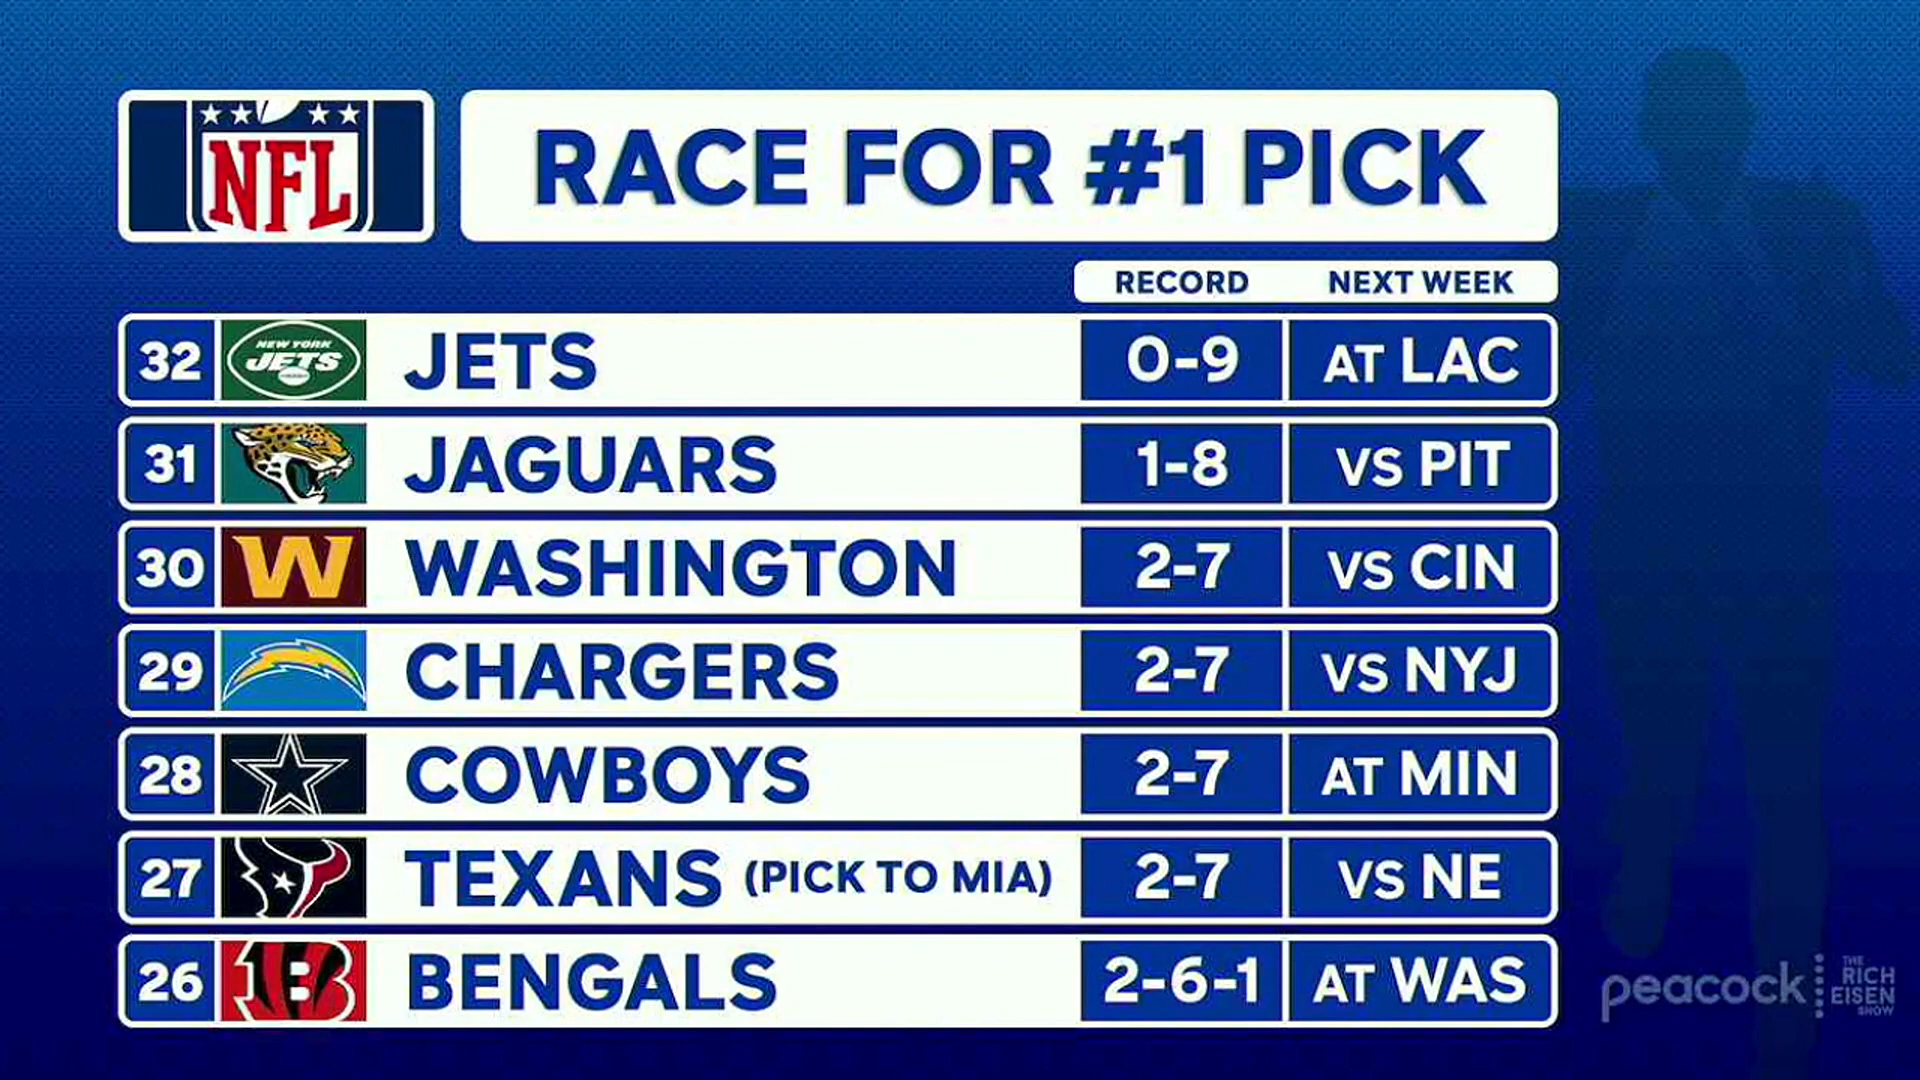 NFL
RACE FOR #1 PICK
RECORD NEXT WEEK
32 NEW YORK JETS JETS 0-9 AT LAC
31 JAGUARS 1-8 VS PIT
30 W WASHINGTON 2-7 VS CIN
29 CHARGERS 2-7 VS NYJ
28 COWBOYS 2-7 AT MIN
27 TEXANS (PICK TO MIA) 2-7 VS NE
26 B BENGALS 2-6-1 AT WAS
peacock THE RICH EISEN SHOW